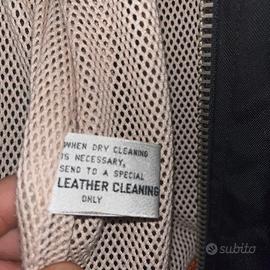 WHEN DRY CLEANING
IS NECESSARY,
SEND TO A SPECIAL
LEATHER CLEANING
ONLY
subito